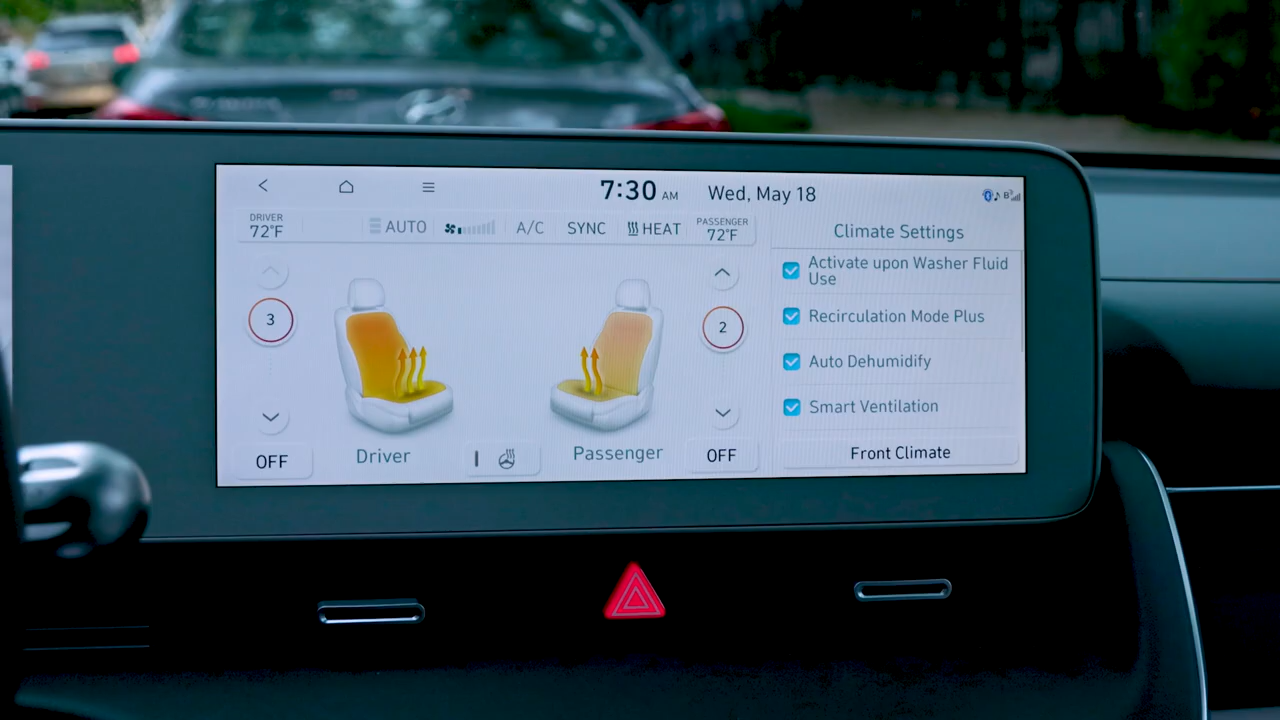 7:30 AM Wed, May 18
DRIVER
72°F
AUTO
A/C
SYNC
HEAT
PASSENGER
72°F
Climate Settings
3
2
Activate upon Washer Fluid
Use
Recirculation Mode Plus
Auto Dehumidify
Smart Ventilation
OFF
Driver
Passenger
OFF
Front Climate